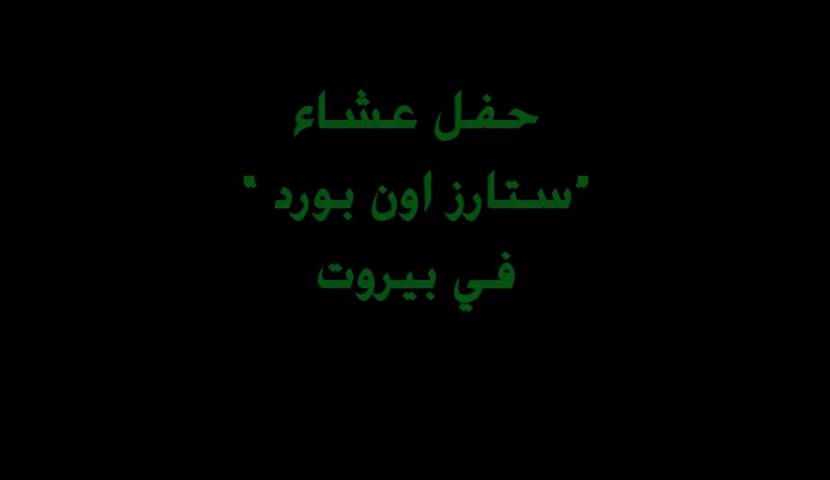 حفل عشاء
"ستارز اون بورد "
في بيروت